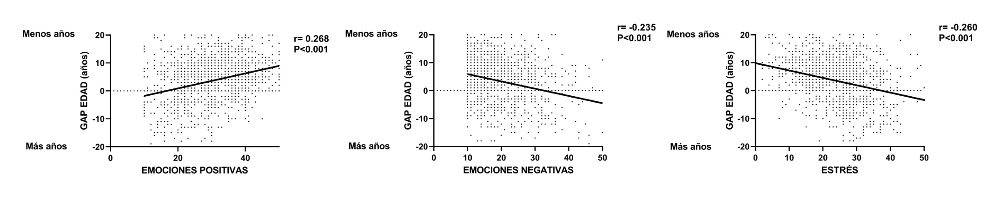 Menos años
20
10
0
-10
-20
GAP EDAD (años)
Más años
0
20
40
EMOCIONES POSITIVAS
r= 0.268
P<0.001
Menos años
20
10
0
-10
-20
GAP EDAD (años)
Más años
0
10
20
30
40
50
EMOCIONES NEGATIVAS
r= -0.235
P<0.001
Menos años
20
10
0
-10
-20
GAP EDAD (años)
Más años
0
10
20
30
40
50
ESTRÉS
r= -0.260
P<0.001